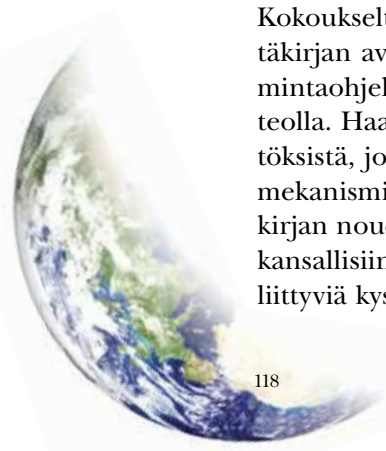 Kokouksel
täkirjan av
mintaohjel
teolla. Haa
töksistä, jo
mekanismi
kirjan nou
kansallisiin
liittyviä kys
118